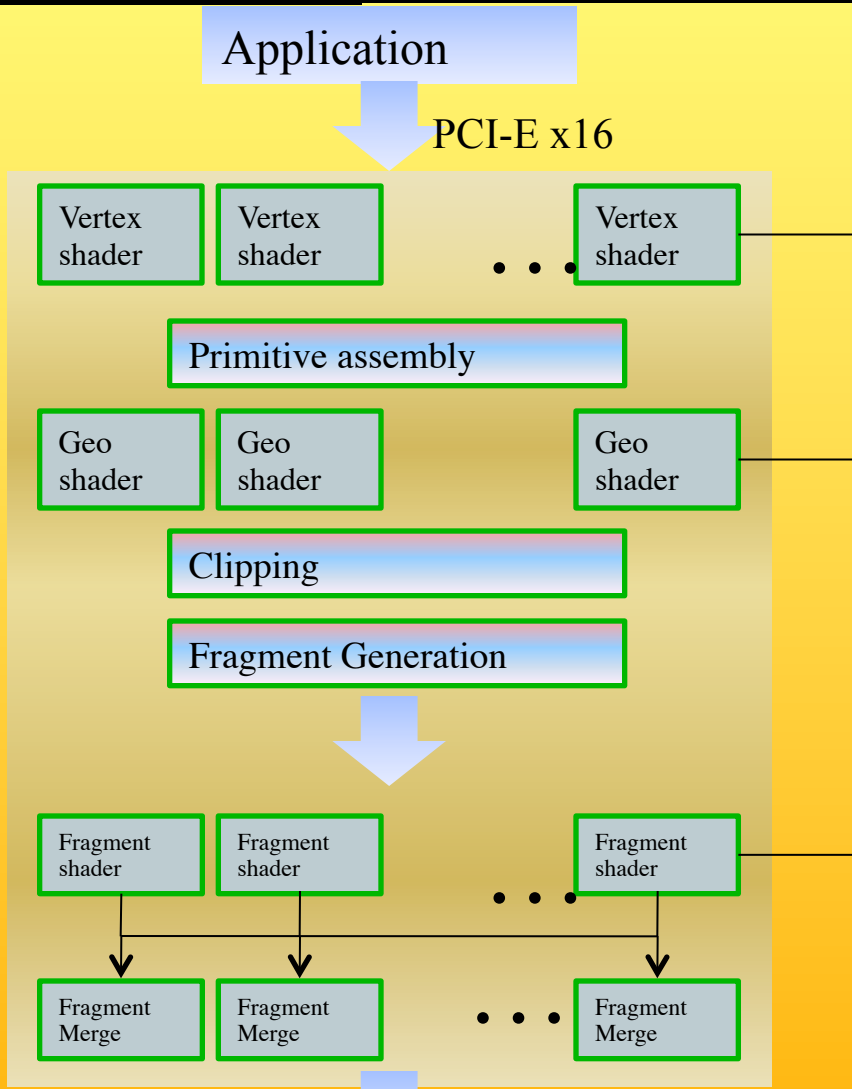 Application
PCI-E x16
Vertex
shader
Vertex
shader
. . .
Vertex
shader
Primitive assembly
Geo
shader
Geo
shader
Geo
shader
Clipping
Fragment Generation
Fragment
shader
Fragment
shader
. . .
Fragment
shader
Fragment
Merge
Fragment
Merge
. . .
Fragment
Merge